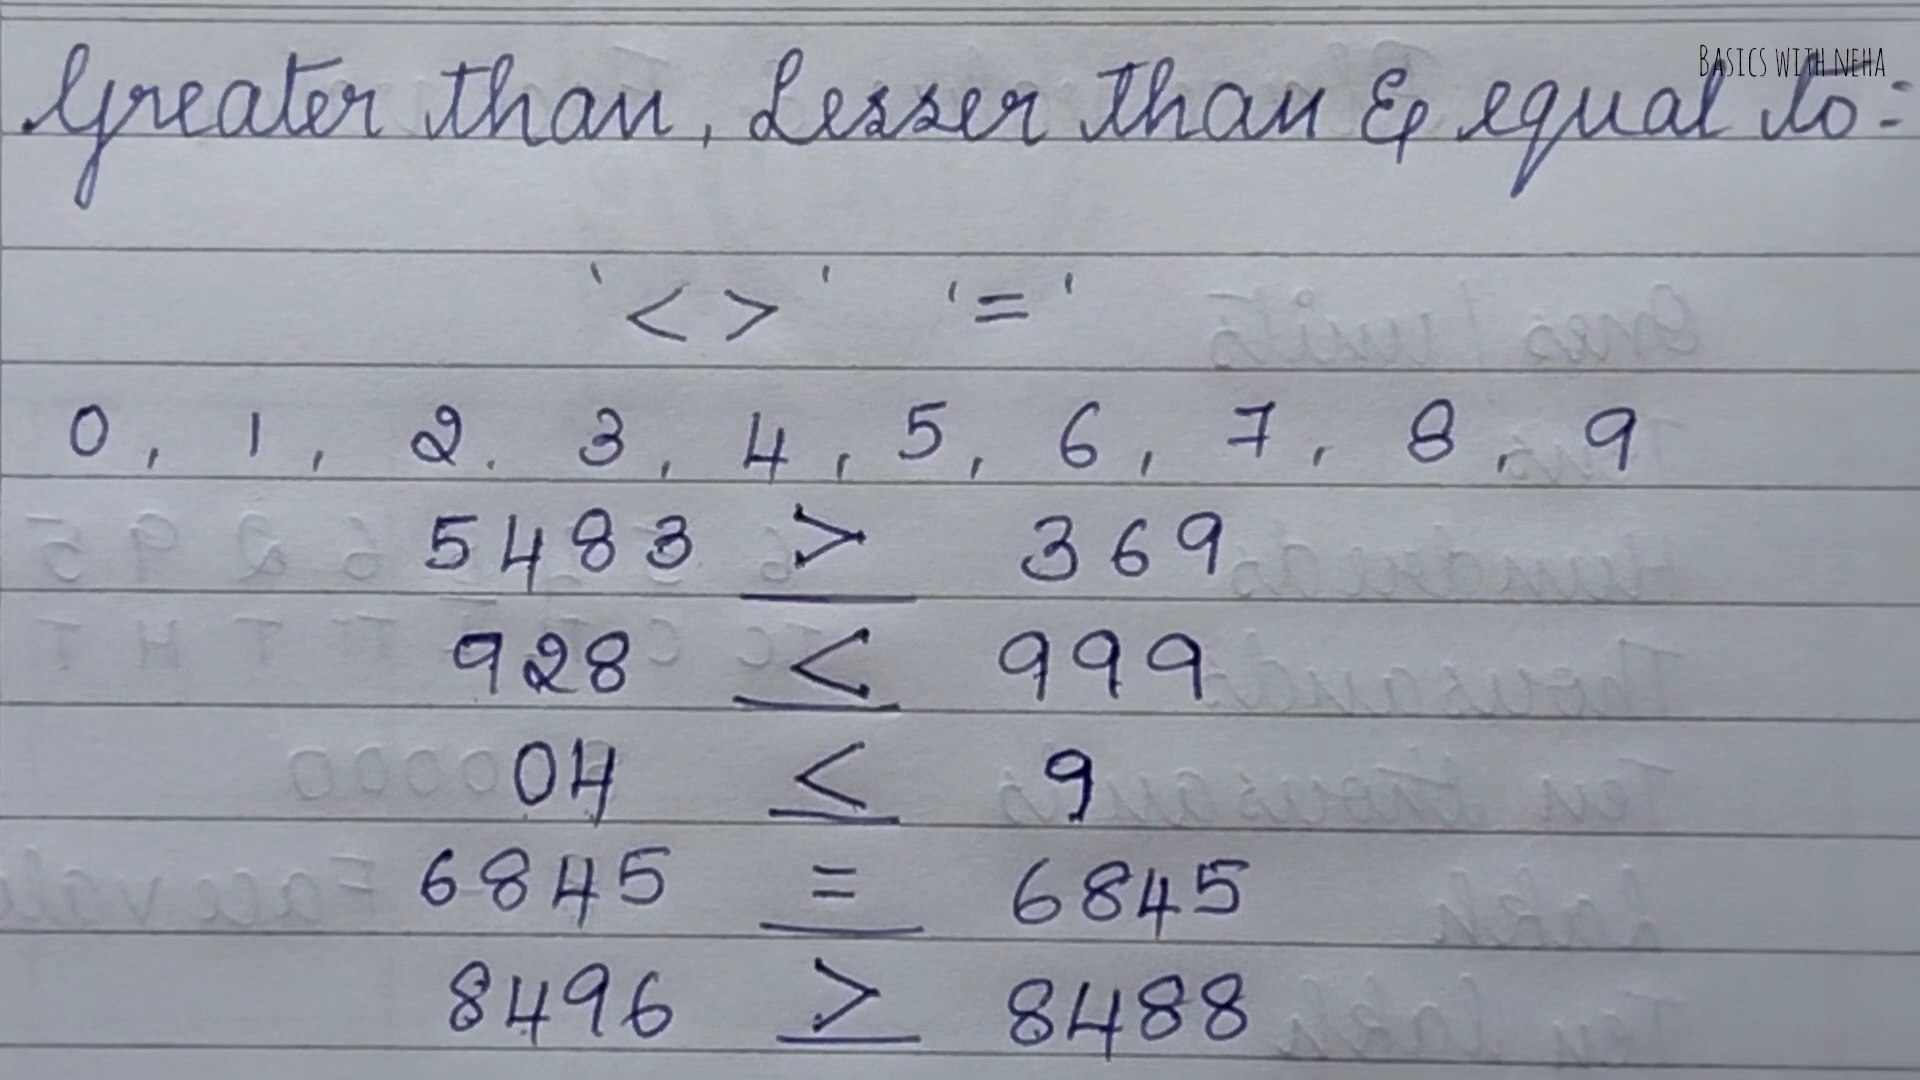 BASICS WITH NEHA
Greater than, Lesser than & equal to:
'< >' '='
0, 1, 2. 3, 4, 5, 6, 7, 8, 9
5483 > 369
928 < 999
04 < 9
6845 = 6845
8496 > 8488